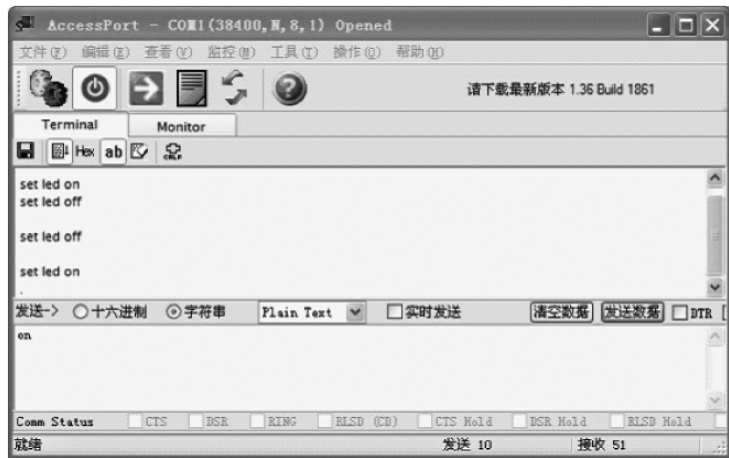 AccessPort - COM1(38400,N,8,1) Opened
文件(F) 编辑(E) 查看(V) 监控(M) 工具(T) 操作(O) 帮助(H)
请下载最新版本 1.36 Build 1861
Terminal Monitor
Hex ab
set led on
set led off
set led off
set led on
.
发送-> 十六进制 字符串 Plain Text 实时发送 清空数据 发送数据 DTR
on
Comm Status CTS DSR RING RLSD (CD) CTS Hold DSR Hold RLSD Hold
就绪 发送 10 接收 51